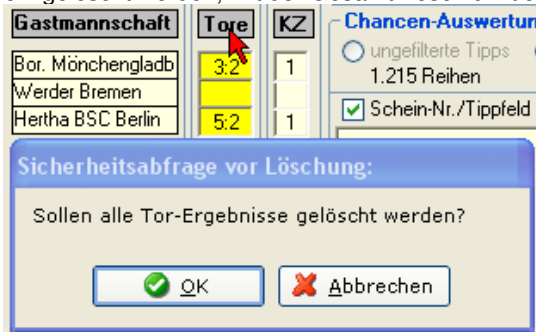 Gastmannschaft Tore KZ Chancen-Auswertun
ungefilterte Tipps
Bor. Mönchengladb 3:2 1
1.215 Reihen
Werder Bremen
Hertha BSC Berlin 5:2 1
Schein-Nr./Tippfeld
Sicherheitsabfrage vor Löschung:
Sollen alle Tor-Ergebnisse gelöscht werden?
OK Abbrechen